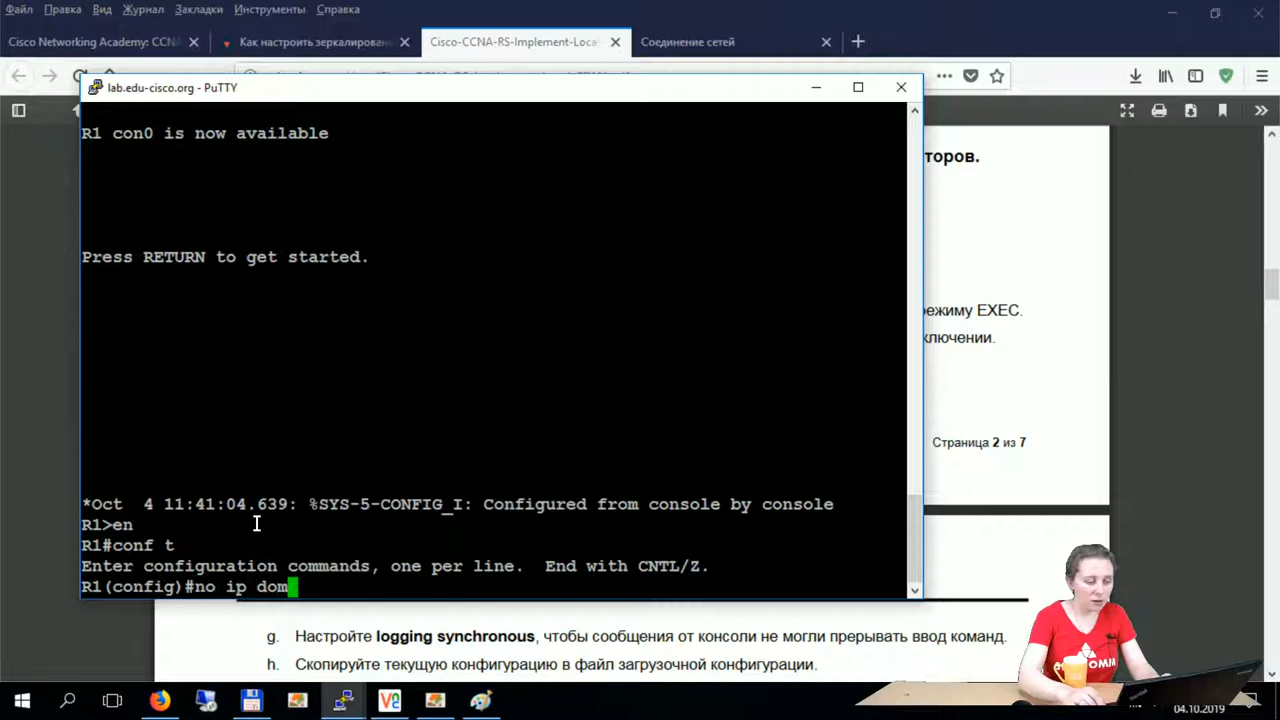 Файл Правка Вид Журнал Закладки Инструменты Справка
Cisco Networking Academy: CCNA
Как настроить зеркалирован
Cisco-CCNA-RS-Implement-Local
Соединение сетей
lab.edu-cisco.org - PuTTY
R1 con0 is now available
торов.
Press RETURN to get started.
режиму EXEC.
ключении.
Страница 2 из 7
*Oct  4 11:41:04.639: %SYS-5-CONFIG_I: Configured from console by console
R1>en
R1#conf t
Enter configuration commands, one per line.  End with CNTL/Z.
R1(config)#no ip dom
g. Настройте logging synchronous, чтобы сообщения от консоли не могли прерывать ввод команд.
h. Скопируйте текущую конфигурацию в файл загрузочной конфигурации.
04.10.2019